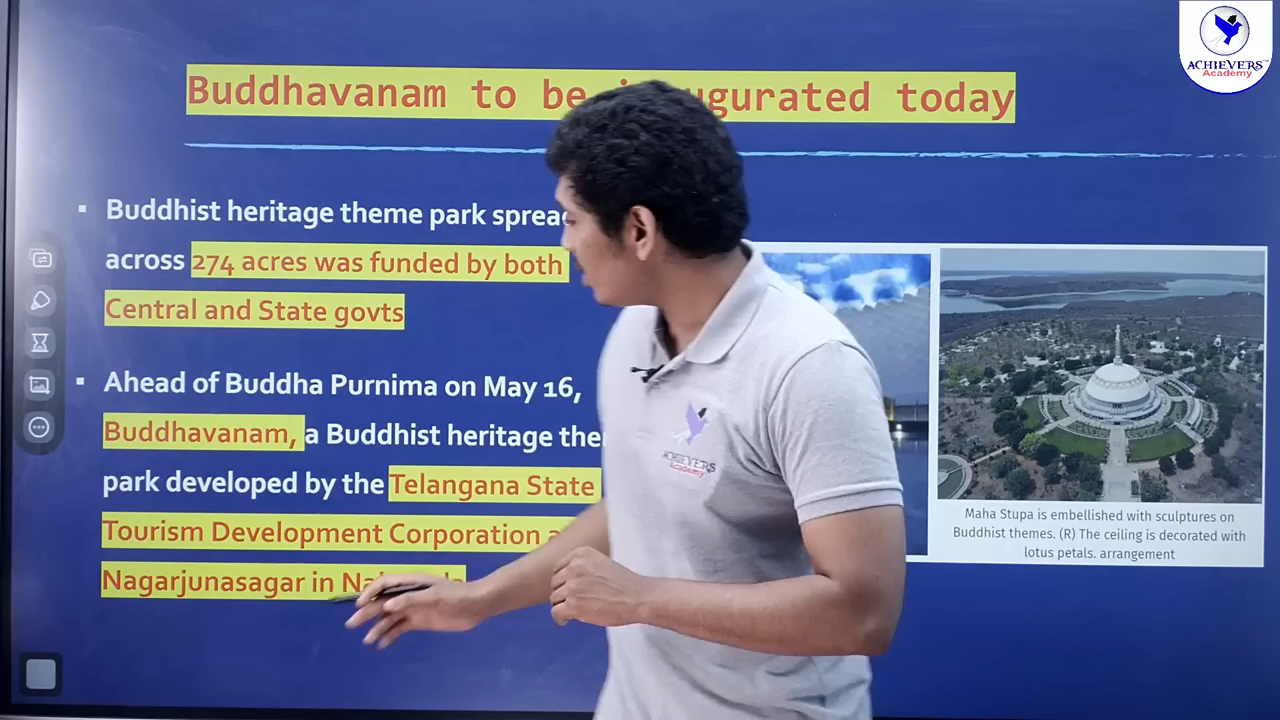 ACHIEVERS
Academy
Buddhavanam to be inaugurated today
Buddhist heritage theme park spread
across 274 acres was funded by both
Central and State govts
Ahead of Buddha Purnima on May 16,
Buddhavanam, a Buddhist heritage
park developed by the Telangana State
Tourism Development Corporation
Nagarjunasagar in
Maha Stupa is embellished with sculptures on
Buddhist themes. (R) The ceiling is decorated with
lotus petals. arrangement
ACHIEVERS
Academy